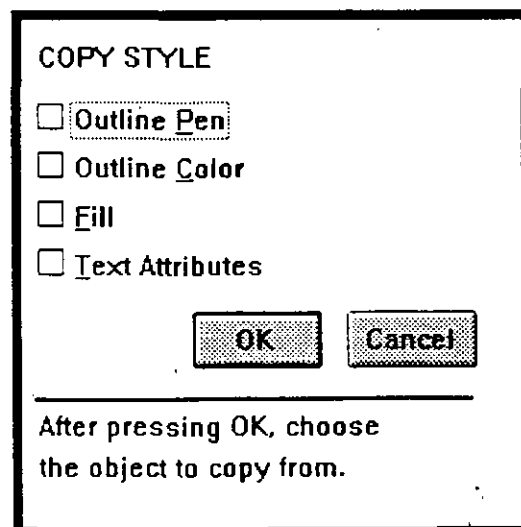 COPY STYLE
Outline Pen
Outline Color
Fill
Text Attributes
OK Cancel
After pressing OK, choose
the object to copy from.